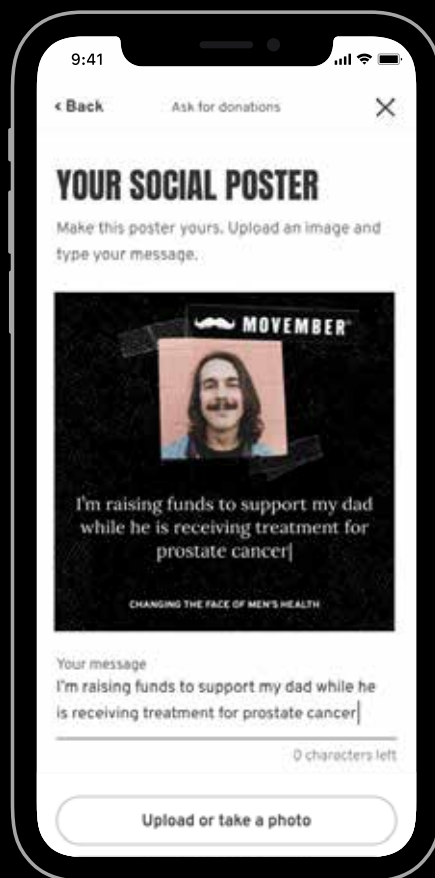 9:41
< Back
Ask for donations
YOUR SOCIAL POSTER
Make this poster yours. Upload an image and
type your message.
MOVEMBER®
I'm raising funds to support my dad
while he is receiving treatment for
prostate cancer
CHANGING THE FACE OF MEN'S HEALTH
Your message
I'm raising funds to support my dad while he
is receiving treatment for prostate cancer
0 characters left
Upload or take a photo